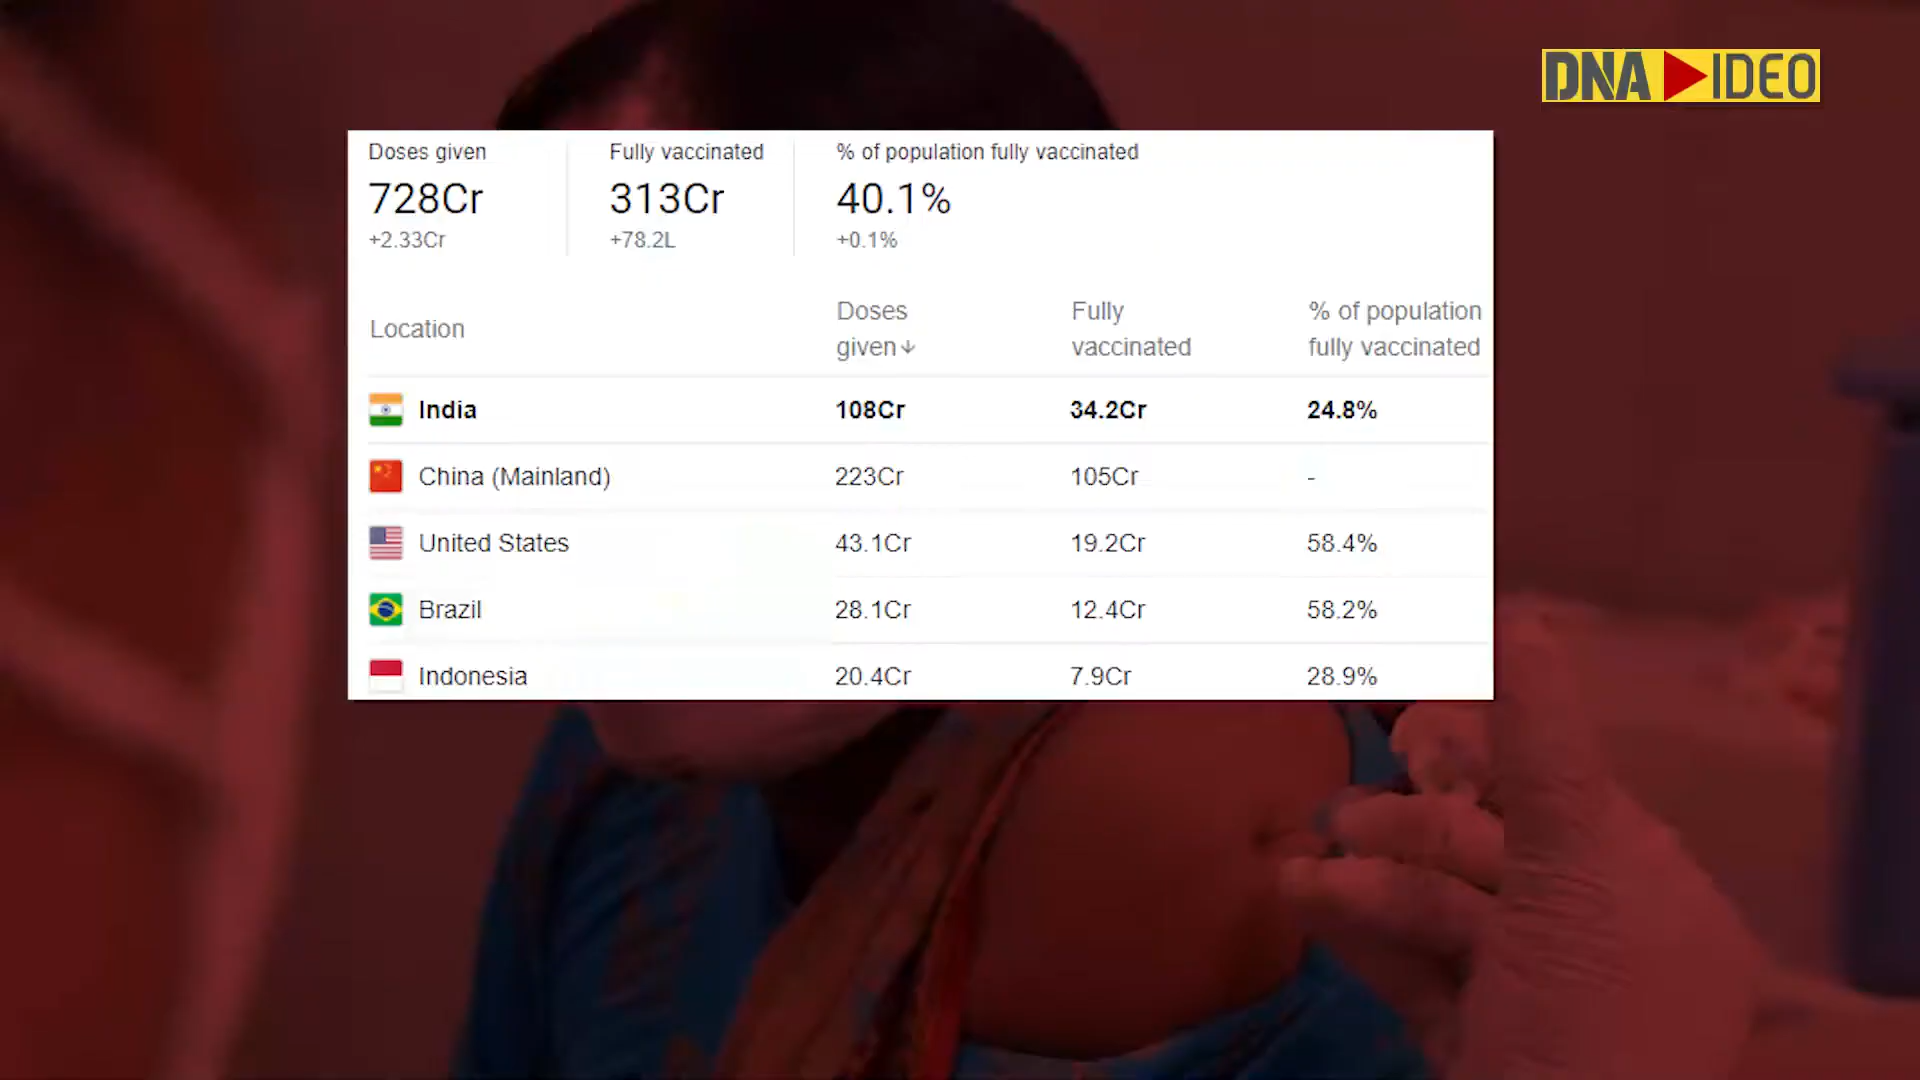 DNA VIDEO
Doses given Fully vaccinated % of population fully vaccinated
728Cr 313Cr 40.1%
+2.33Cr +78.2L +0.1%
Location Doses given↓ Fully vaccinated % of population fully vaccinated
India 108Cr 34.2Cr 24.8%
China (Mainland) 223Cr 105Cr -
United States 43.1Cr 19.2Cr 58.4%
Brazil 28.1Cr 12.4Cr 58.2%
Indonesia 20.4Cr 7.9Cr 28.9%